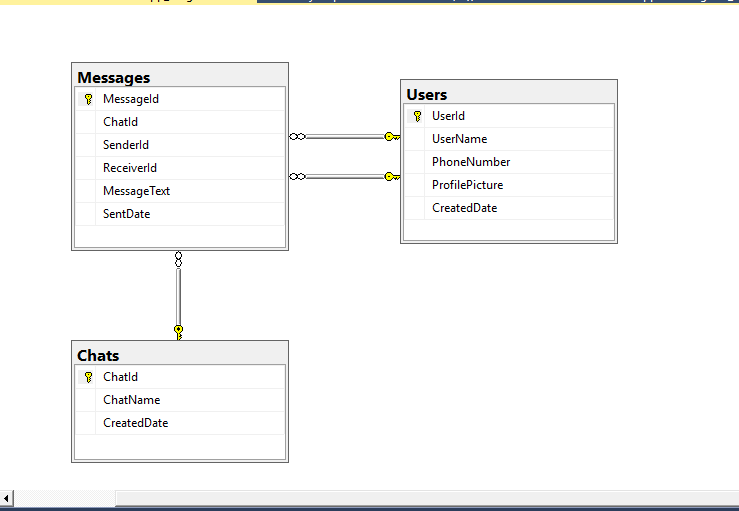 Messages
MessageId
ChatId
SenderId
ReceiverId
MessageText
SentDate
Users
UserId
UserName
PhoneNumber
ProfilePicture
CreatedDate
Chats
ChatId
ChatName
CreatedDate